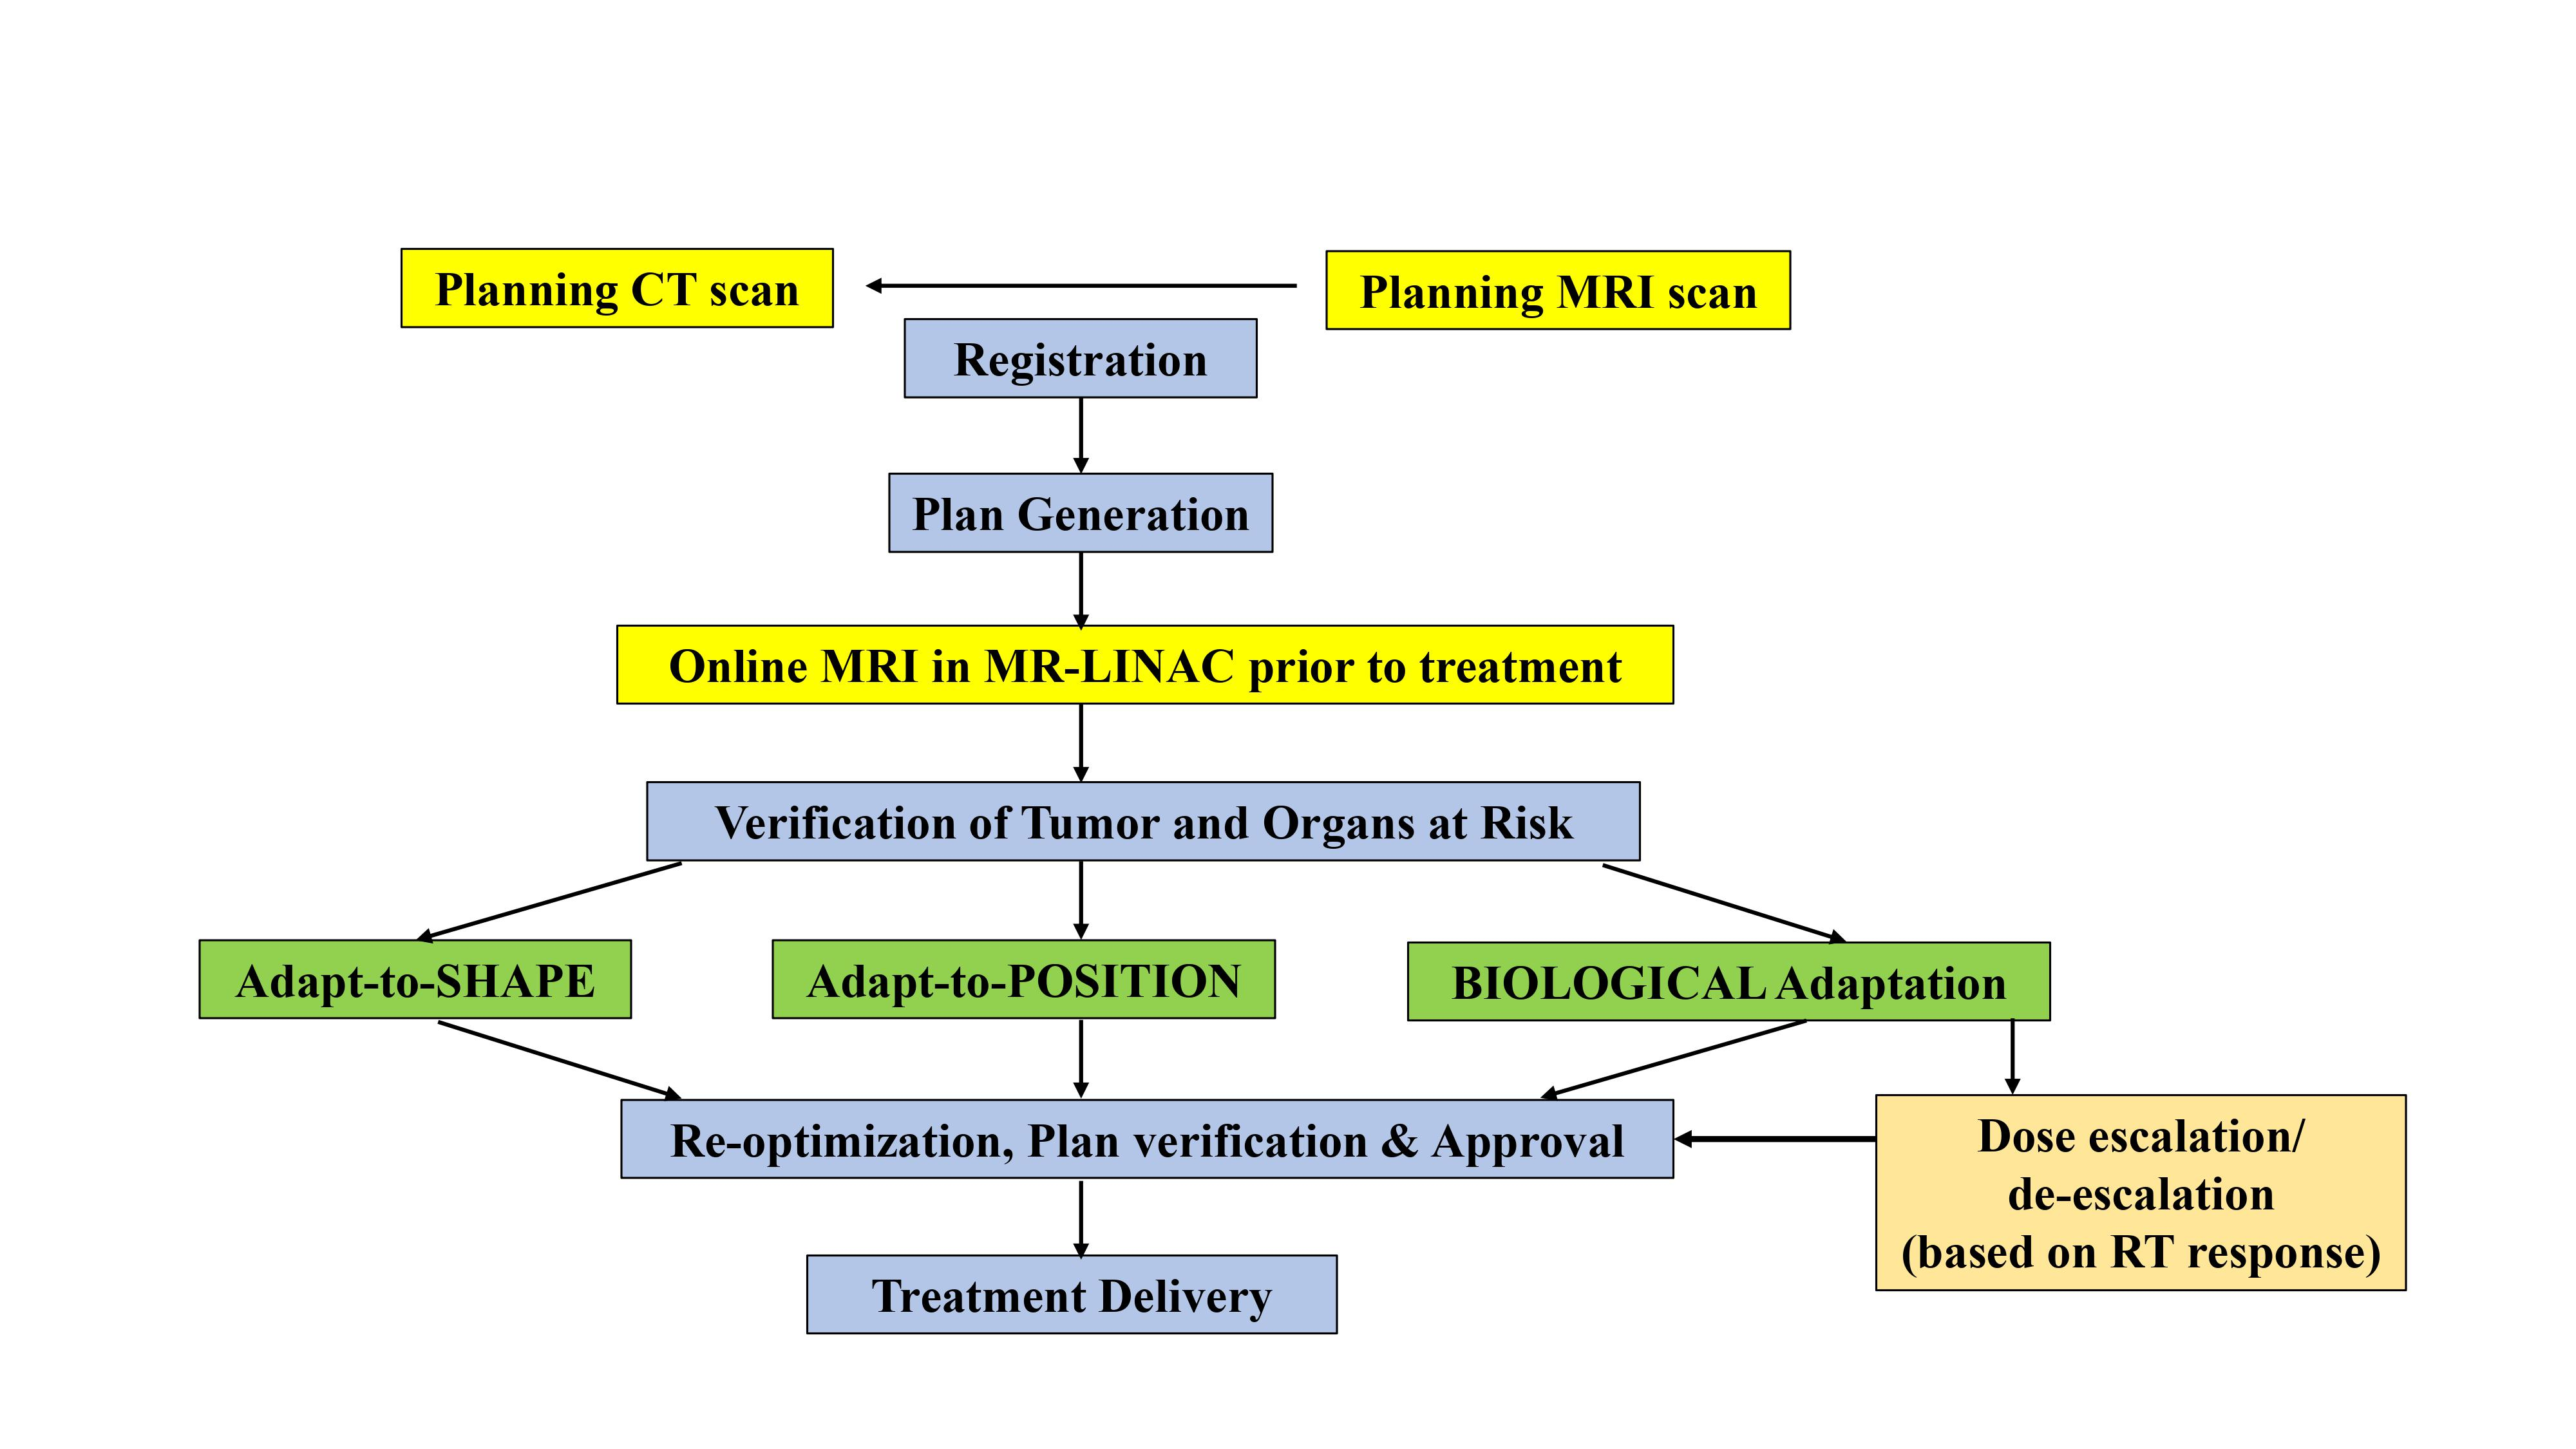 Planning CT scan
Planning MRI scan
Registration
Plan Generation
Online MRI in MR-LINAC prior to treatment
Verification of Tumor and Organs at Risk
Adapt-to-SHAPE
Adapt-to-POSITION
BIOLOGICAL Adaptation
Re-optimization, Plan verification & Approval
Dose escalation/
de-escalation
(based on RT response)
Treatment Delivery